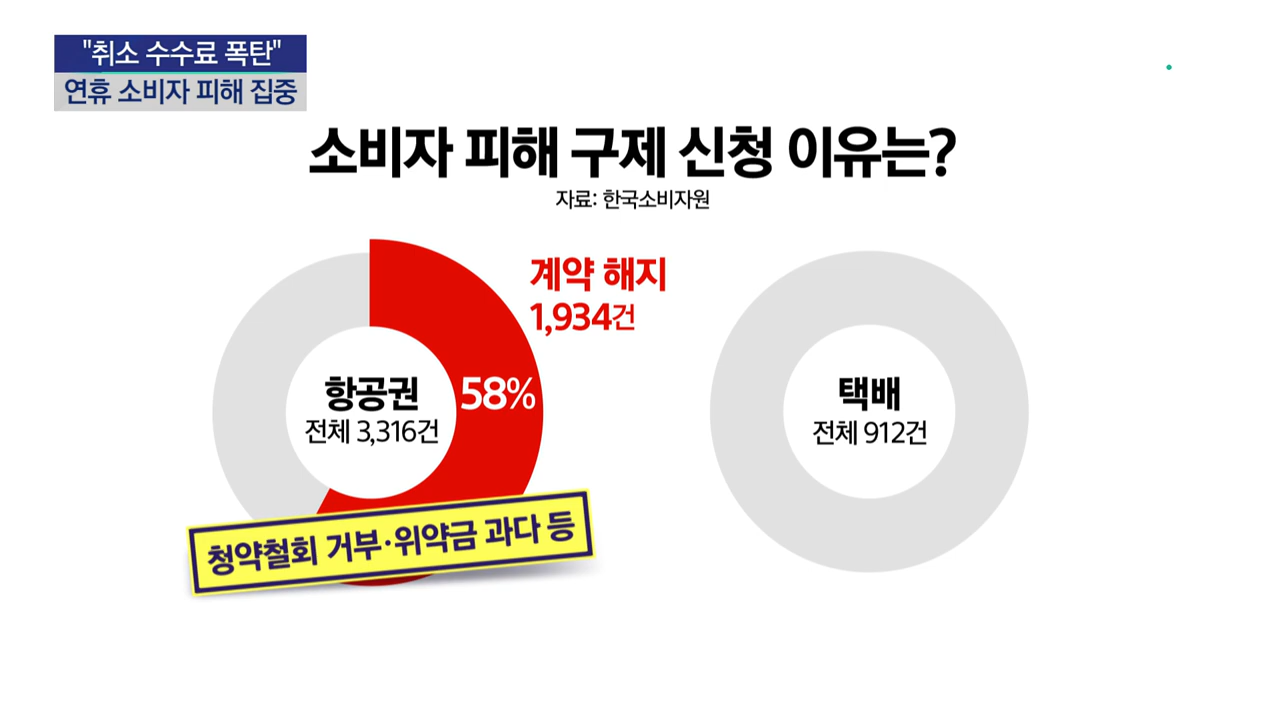 "취소 수수료 폭탄"
연휴 소비자 피해 집중
소비자 피해 구제 신청 이유는?
자료: 한국소비자원
계약 해지
1,934건
58%
항공권
전체 3,316건
청약철회 거부·위약금 과다 등
택배
전체 912건